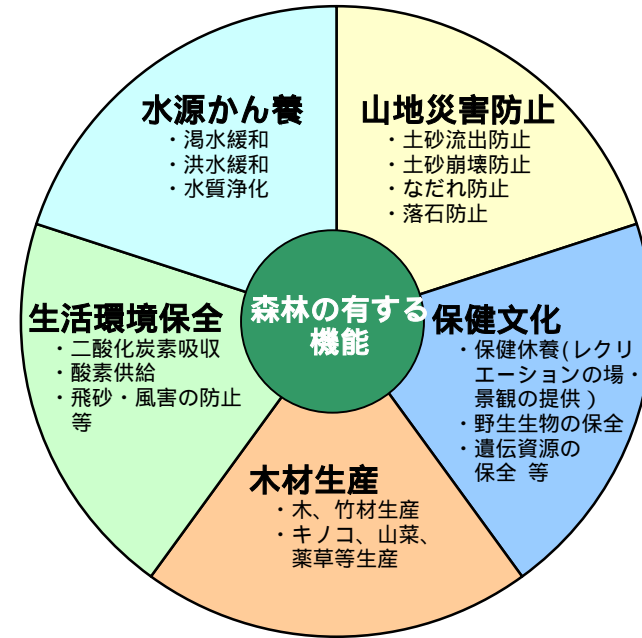 水源かん養
・渇水緩和
・洪水緩和
・水質浄化
山地災害防止
・土砂流出防止
・土砂崩壊防止
・なだれ防止
・落石防止
森林の有する
機能
生活環境保全
・二酸化炭素吸収
・酸素供給
・飛砂・風害の防止
等
保健文化
・保健休養(レクリ
エーションの場・
景観の提供)
・野生生物の保全
・遺伝資源の
保全 等
木材生産
・木、竹材生産
・キノコ、山菜、
薬草等生産